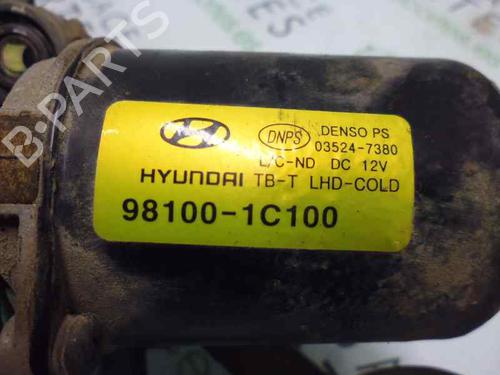 DNPS
DENSO PS
03524-7380
L/C-ND DC 12V
HYUNDAI TB-T LHD-COLD
98100-1C100
B-PARTS